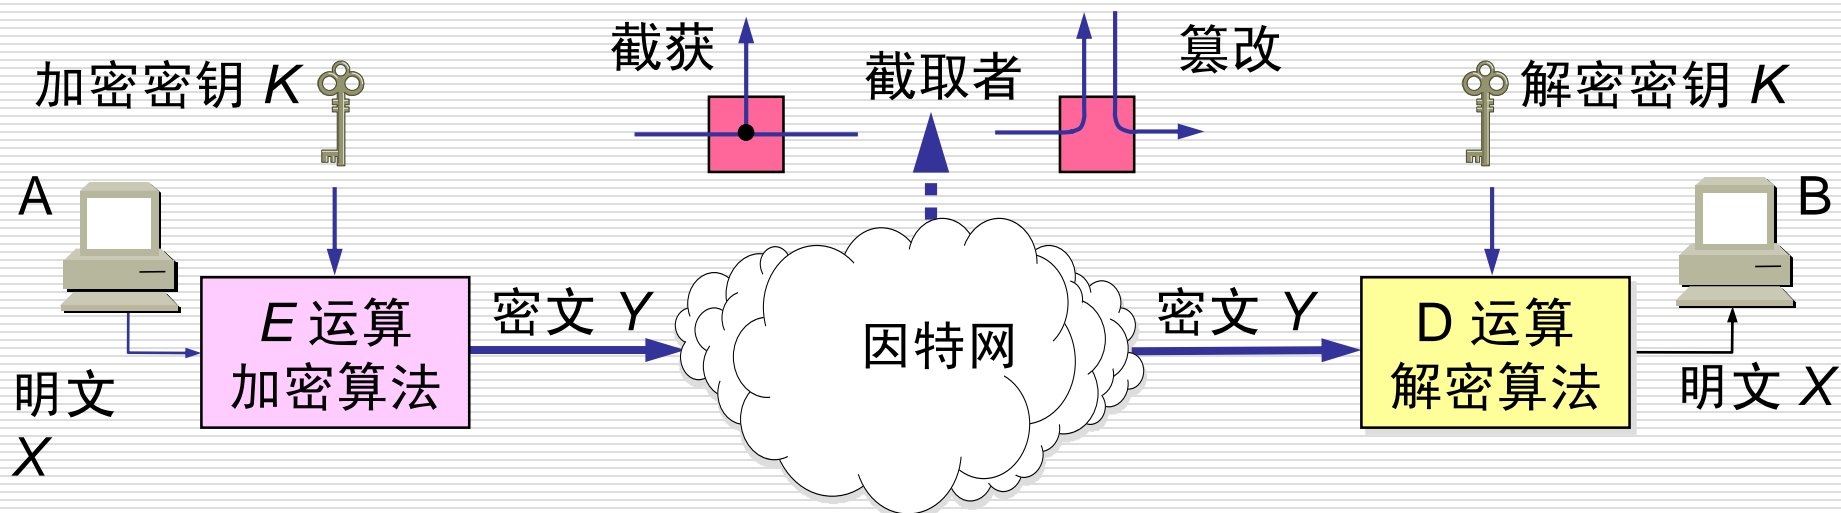 截获
截取者
篡改
加密密钥 K
解密密钥 K
A
B
E 运算
加密算法
密文 Y
因特网
密文 Y
D 运算
解密算法
明文
X
明文 X